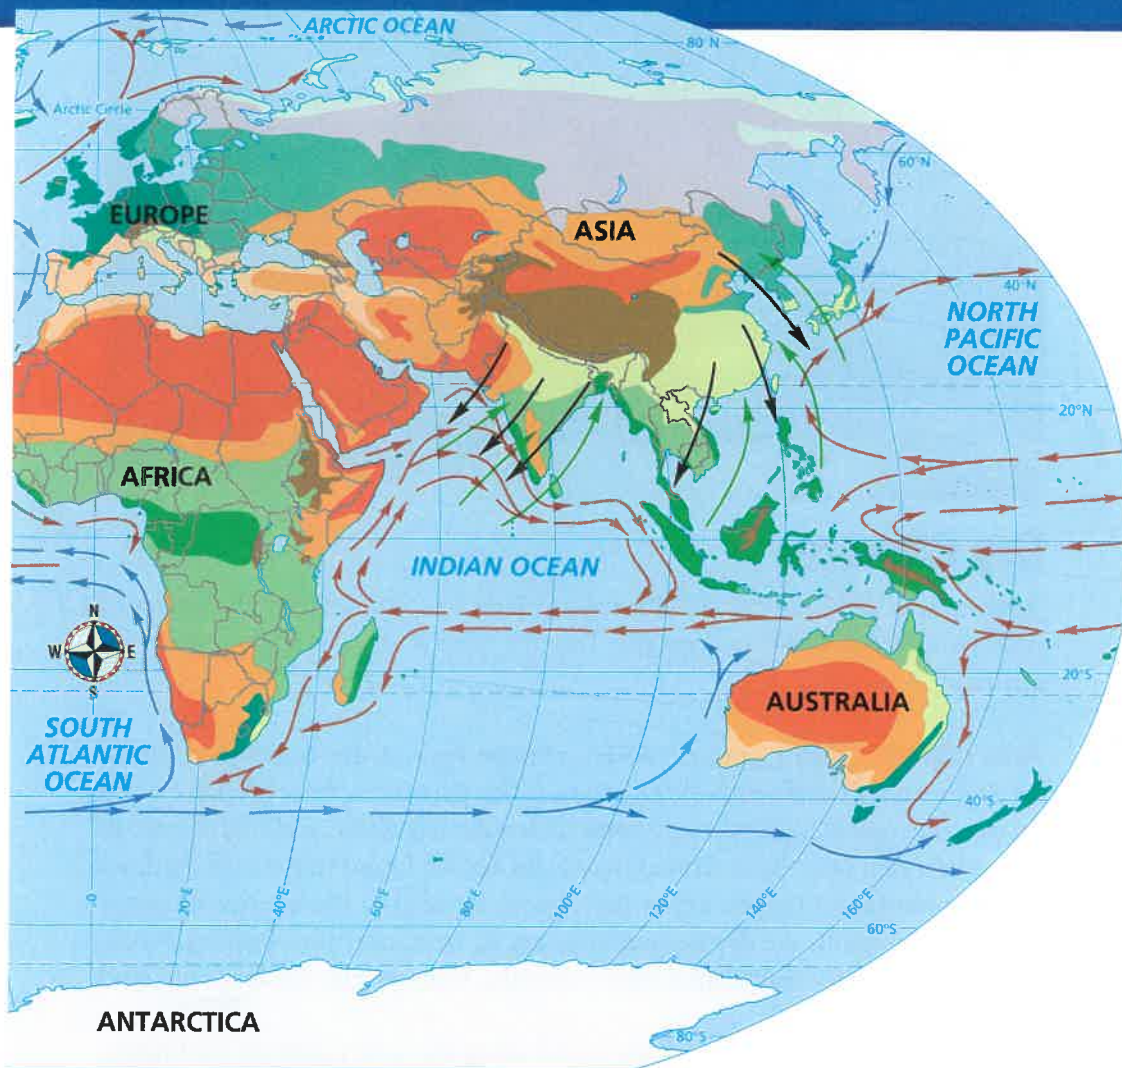 ARCTIC OCEAN
80°N
Arctic Circle
60°N
EUROPE
ASIA
40°N
NORTH
PACIFIC
OCEAN
20°N
AFRICA
INDIAN OCEAN
N
W
E
S
20°S
AUSTRALIA
SOUTH
ATLANTIC
OCEAN
40°S
0
20°E
40°E
60°E
80°E
100°E
120°E
140°E
160°E
60°S
ANTARCTICA
80°S